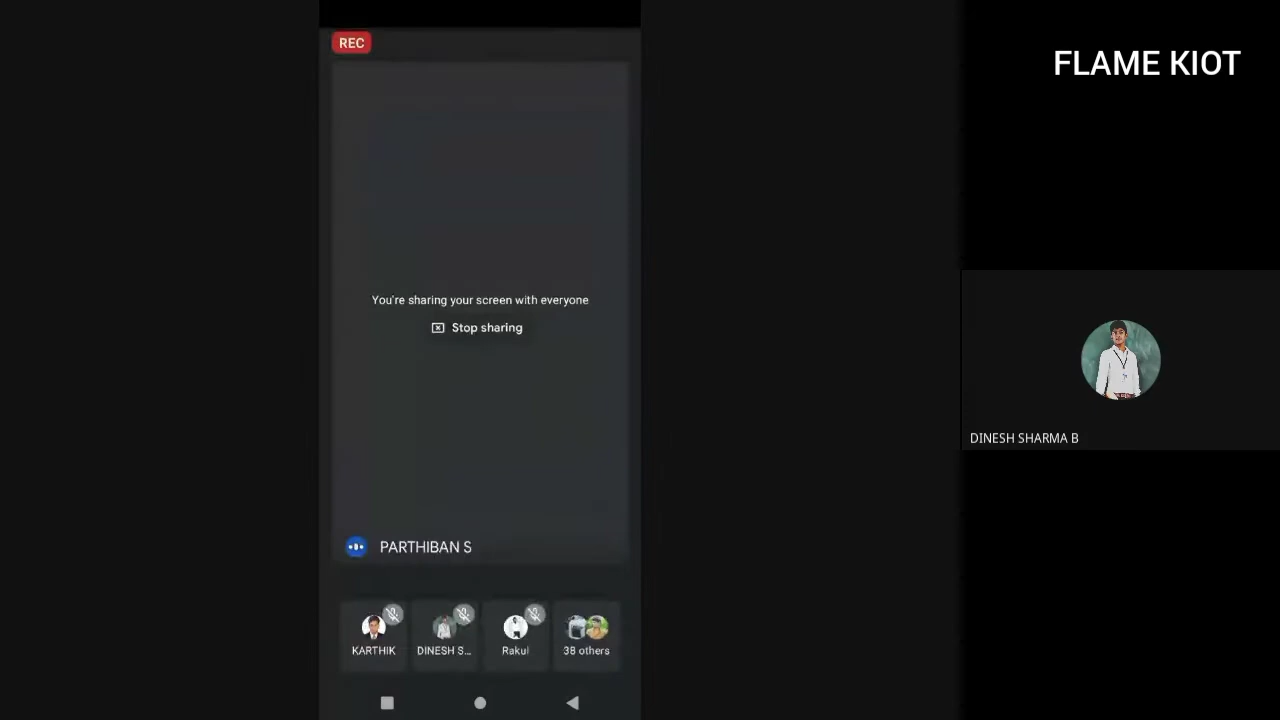 REC
FLAME KIOT
You're sharing your screen with everyone
Stop sharing
DINESH SHARMA B
PARTHIBAN S
KARTHIK
DINESH S...
Rakul
38 others